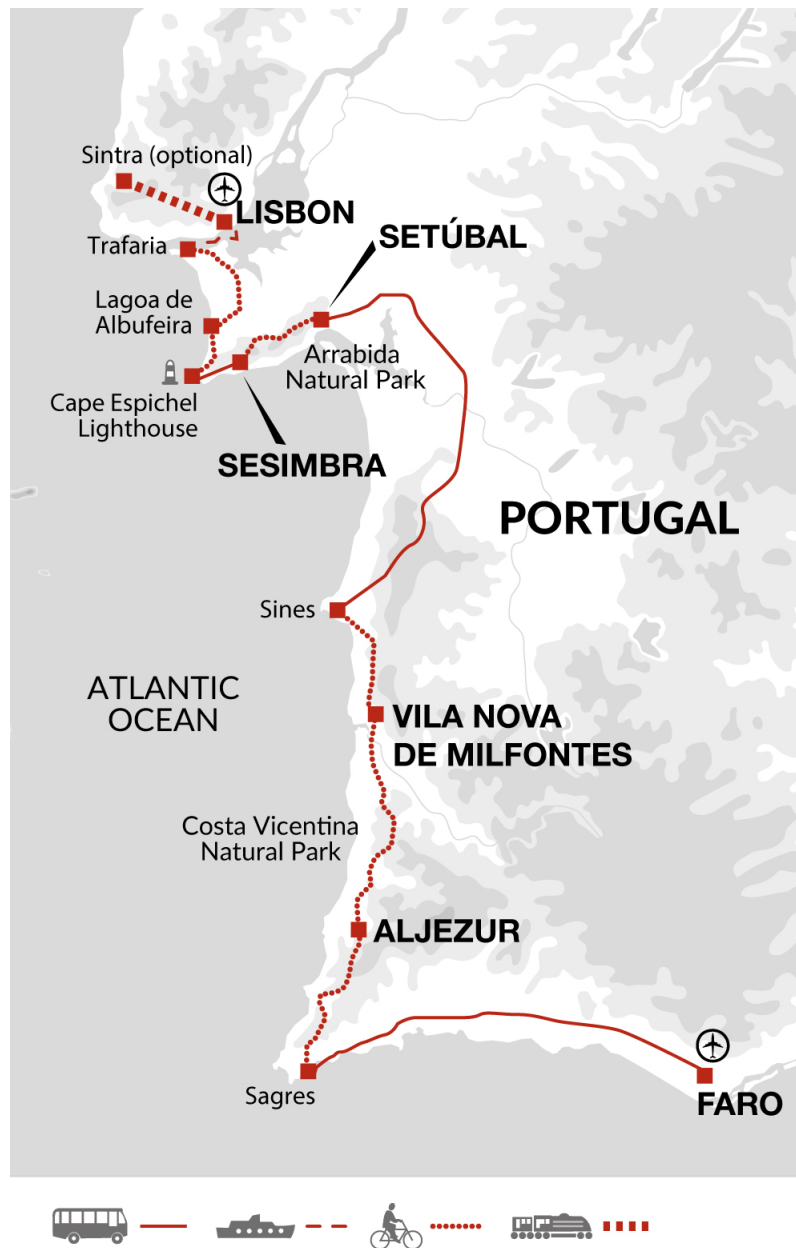 Sintra (optional)
LISBON
SETÚBAL
Trafaria
Lagoa de
Albufeira
Arrabida
Natural Park
Cape Espichel
Lighthouse
SESIMBRA
PORTUGAL
Sines
ATLANTIC
OCEAN
VILA NOVA
DE MILFONTES
Costa Vicentina
Natural Park
ALJEZUR
Sagres
FARO